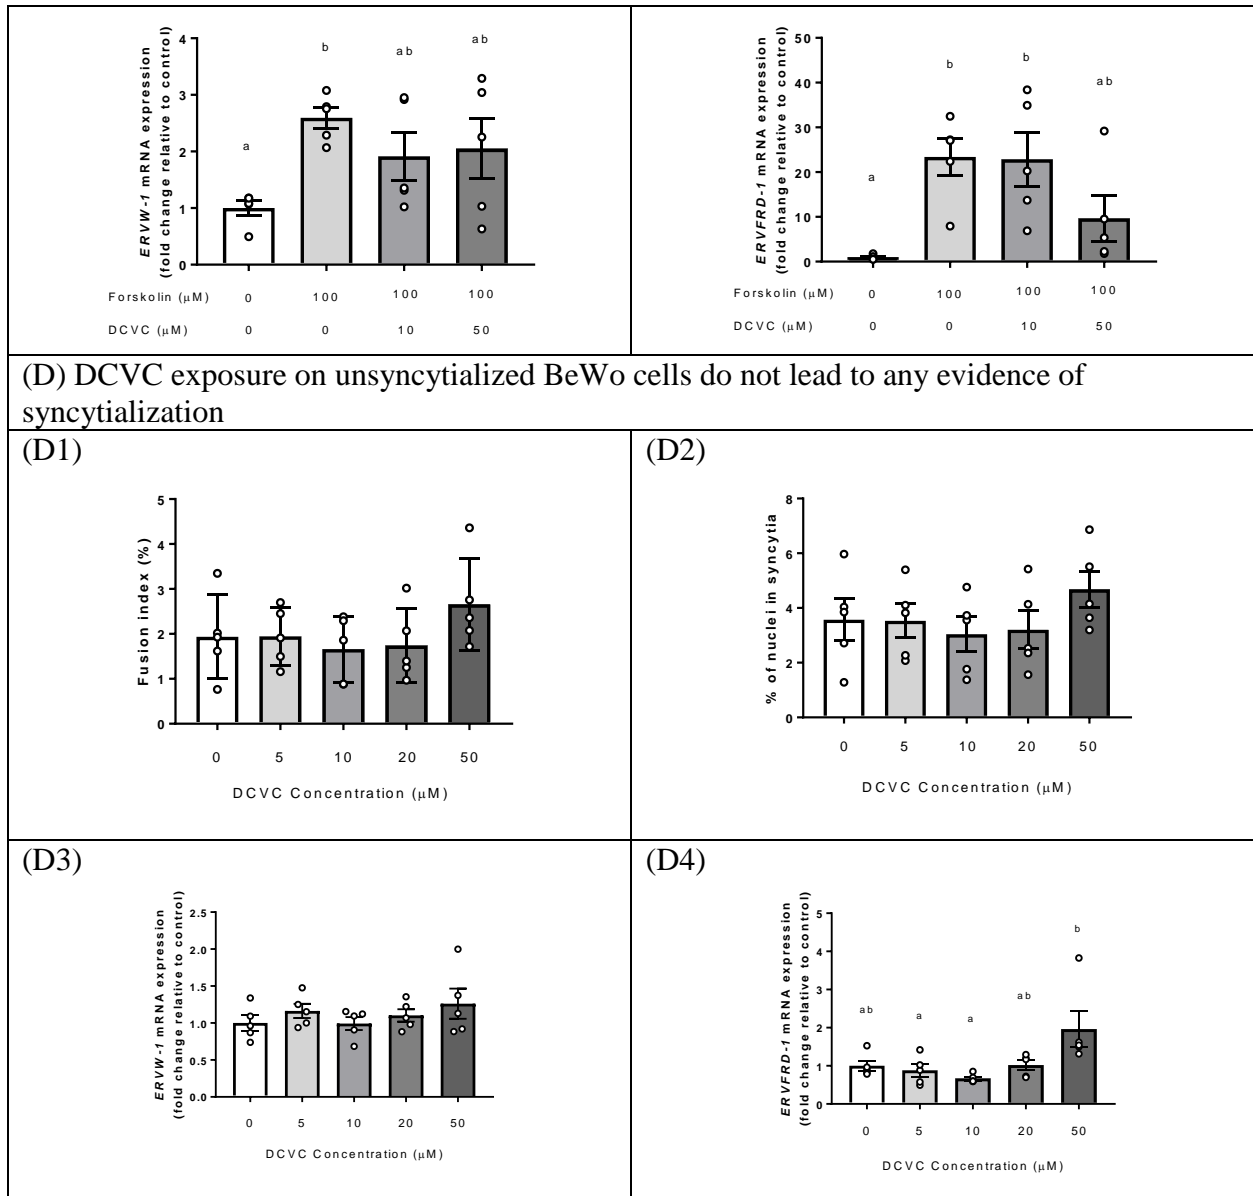 ERVW-1 mRNA expression
(fold change relative to control)
4
3
2
1
0
a
b
ab
ab
Forskolin (μM) 0 100 100 100
DCVC (μM) 0 0 10 50
ERVFRD-1 mRNA expression
(fold change relative to control)
50
40
30
20
10
0
a
b
b
ab
Forskolin (μM) 0 100 100 100
DCVC (μM) 0 0 10 50
(D) DCVC exposure on unsyncytialized BeWo cells do not lead to any evidence of
syncytialization
(D1)
Fusion index (%)
5
4
3
2
1
0
0 5 10 20 50
DCVC Concentration (μM)
(D2)
% of nuclei in syncytia
8
6
4
2
0
0 5 10 20 50
DCVC Concentration (μM)
(D3)
ERVW-1 mRNA expression
(fold change relative to control)
2.5
2.0
1.5
1.0
0.5
0.0
0 5 10 20 50
DCVC Concentration (μM)
(D4)
ERVFRD-1 mRNA expression
(fold change relative to control)
5
4
3
2
1
0
ab
a
a
ab
b
0 5 10 20 50
DCVC Concentration (μM)